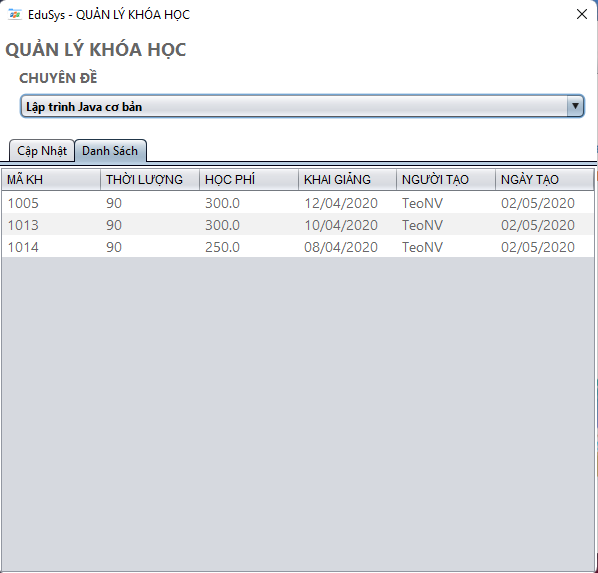 EduSys - QUẢN LÝ KHÓA HỌC
QUẢN LÝ KHÓA HỌC
CHUYÊN ĐỀ
Lập trình Java cơ bản
Cập Nhật Danh Sách
MÃ KH THỜI LƯỢNG HỌC PHÍ KHAI GIẢNG NGƯỜI TẠO NGÀY TẠO
1005 90 300.0 12/04/2020 TeoNV 02/05/2020
1013 90 300.0 10/04/2020 TeoNV 02/05/2020
1014 90 250.0 08/04/2020 TeoNV 02/05/2020